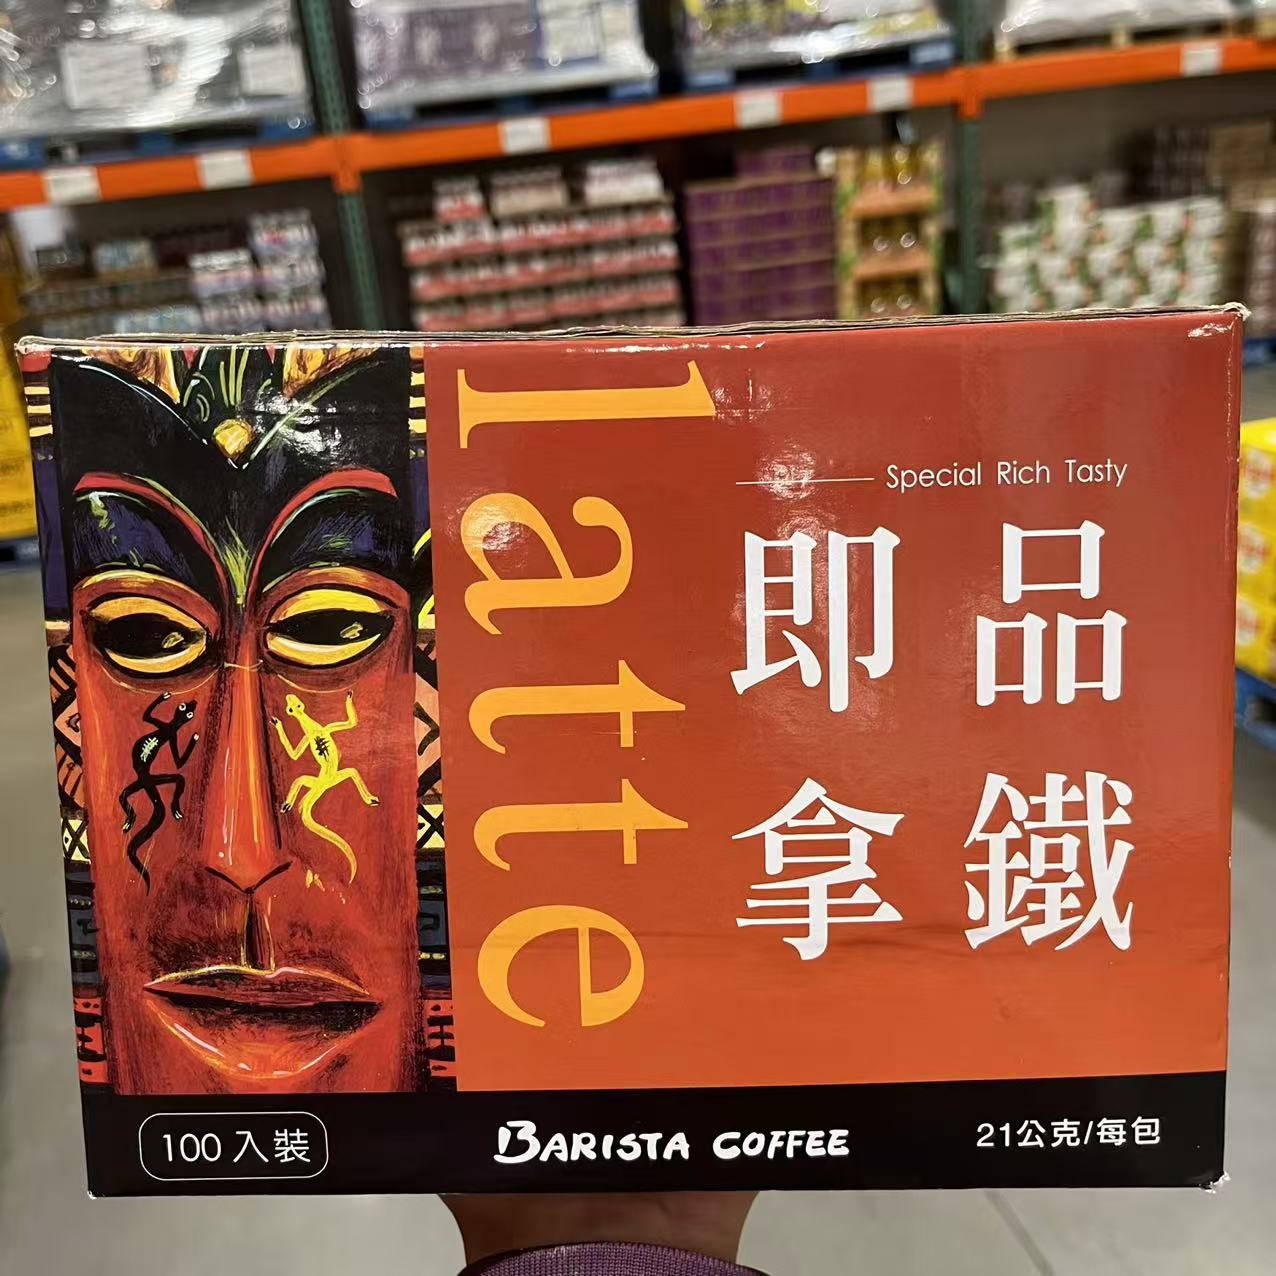 latte
Special Rich Tasty
品鐵
即拿
100入裝
BARISTA COFFEE
21公克/每包